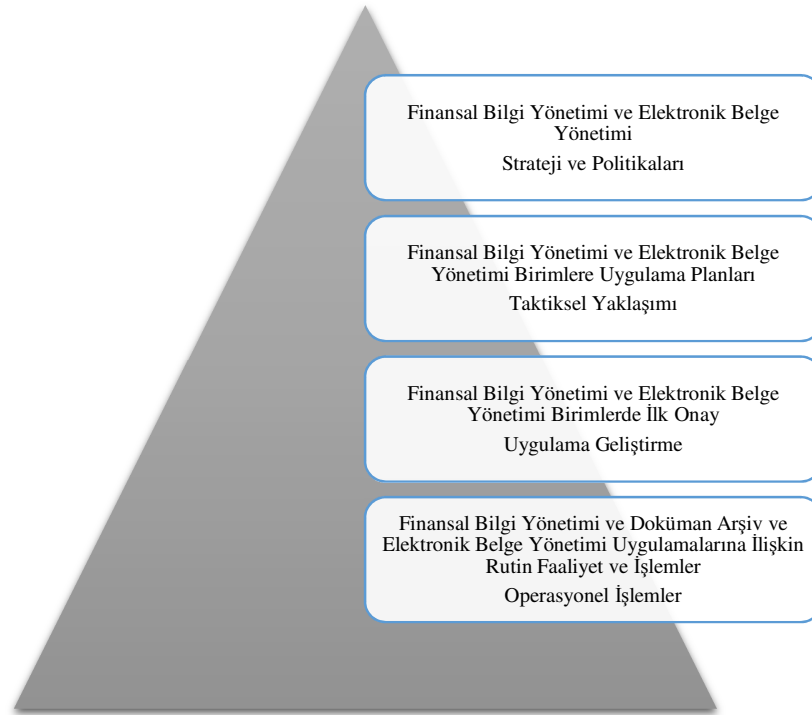 Finansal Bilgi Yönetimi ve Elektronik Belge
Yönetimi
Strateji ve Politikaları
Finansal Bilgi Yönetimi ve Elektronik Belge
Yönetimi Birimlere Uygulama Planları
Taktiksel Yaklaşımı
Finansal Bilgi Yönetimi ve Elektronik Belge
Yönetimi Birimlerde İlk Onay
Uygulama Geliştirme
Finansal Bilgi Yönetimi ve Doküman Arşiv ve
Elektronik Belge Yönetimi Uygulamalarına İlişkin
Rutin Faaliyet ve İşlemler
Operasyonel İşlemler